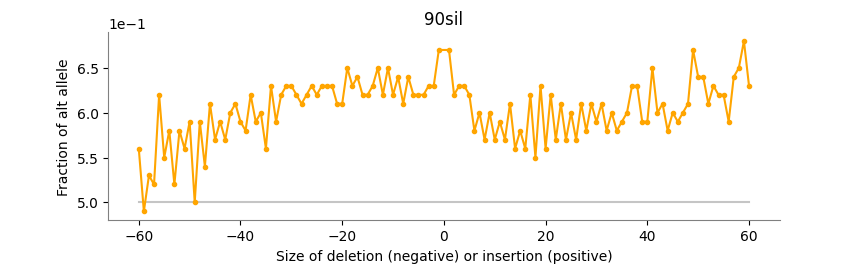 90sil
1e−1
Fraction of alt allele
6.5
6.0
5.5
5.0
−60 −40 −20 0 20 40 60
Size of deletion (negative) or insertion (positive)